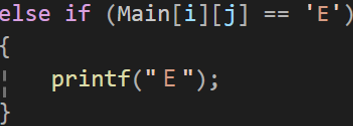 else if (Main[i][j] == 'E')
{
printf(" E ");
}